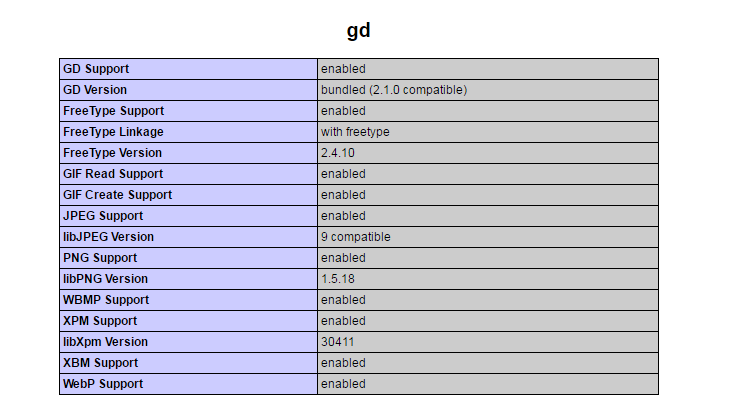 gd
GD Support enabled
GD Version bundled (2.1.0 compatible)
FreeType Support enabled
FreeType Linkage with freetype
FreeType Version 2.4.10
GIF Read Support enabled
GIF Create Support enabled
JPEG Support enabled
libJPEG Version 9 compatible
PNG Support enabled
libPNG Version 1.5.18
WBMP Support enabled
XPM Support enabled
libXpm Version 30411
XBM Support enabled
WebP Support enabled